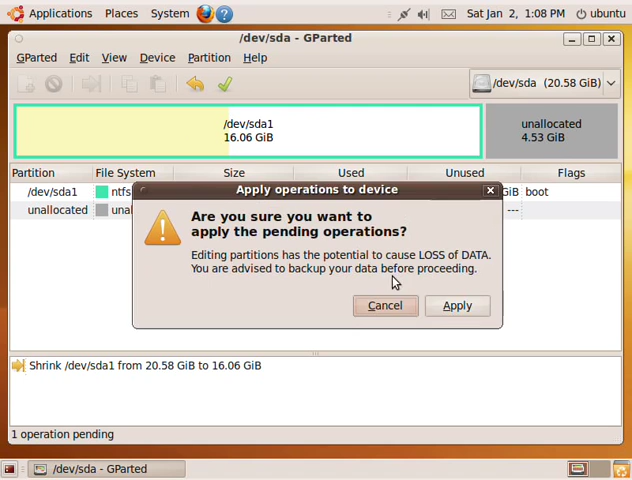 Applications Places System Sat Jan 2, 1:08 PM ubuntu
/dev/sda - GParted
GParted Edit View Device Partition Help
/dev/sda (20.58 GiB)
/dev/sda1
16.06 GiB
unallocated
4.53 GiB
Partition File System Size Used Unused Flags
/dev/sda1 ntfs GiB boot
unallocated ---
Apply operations to device
Are you sure you want to
apply the pending operations?
Editing partitions has the potential to cause LOSS of DATA.
You are advised to backup your data before proceeding.
Cancel Apply
Shrink /dev/sda1 from 20.58 GiB to 16.06 GiB
1 operation pending
/dev/sda - GParted